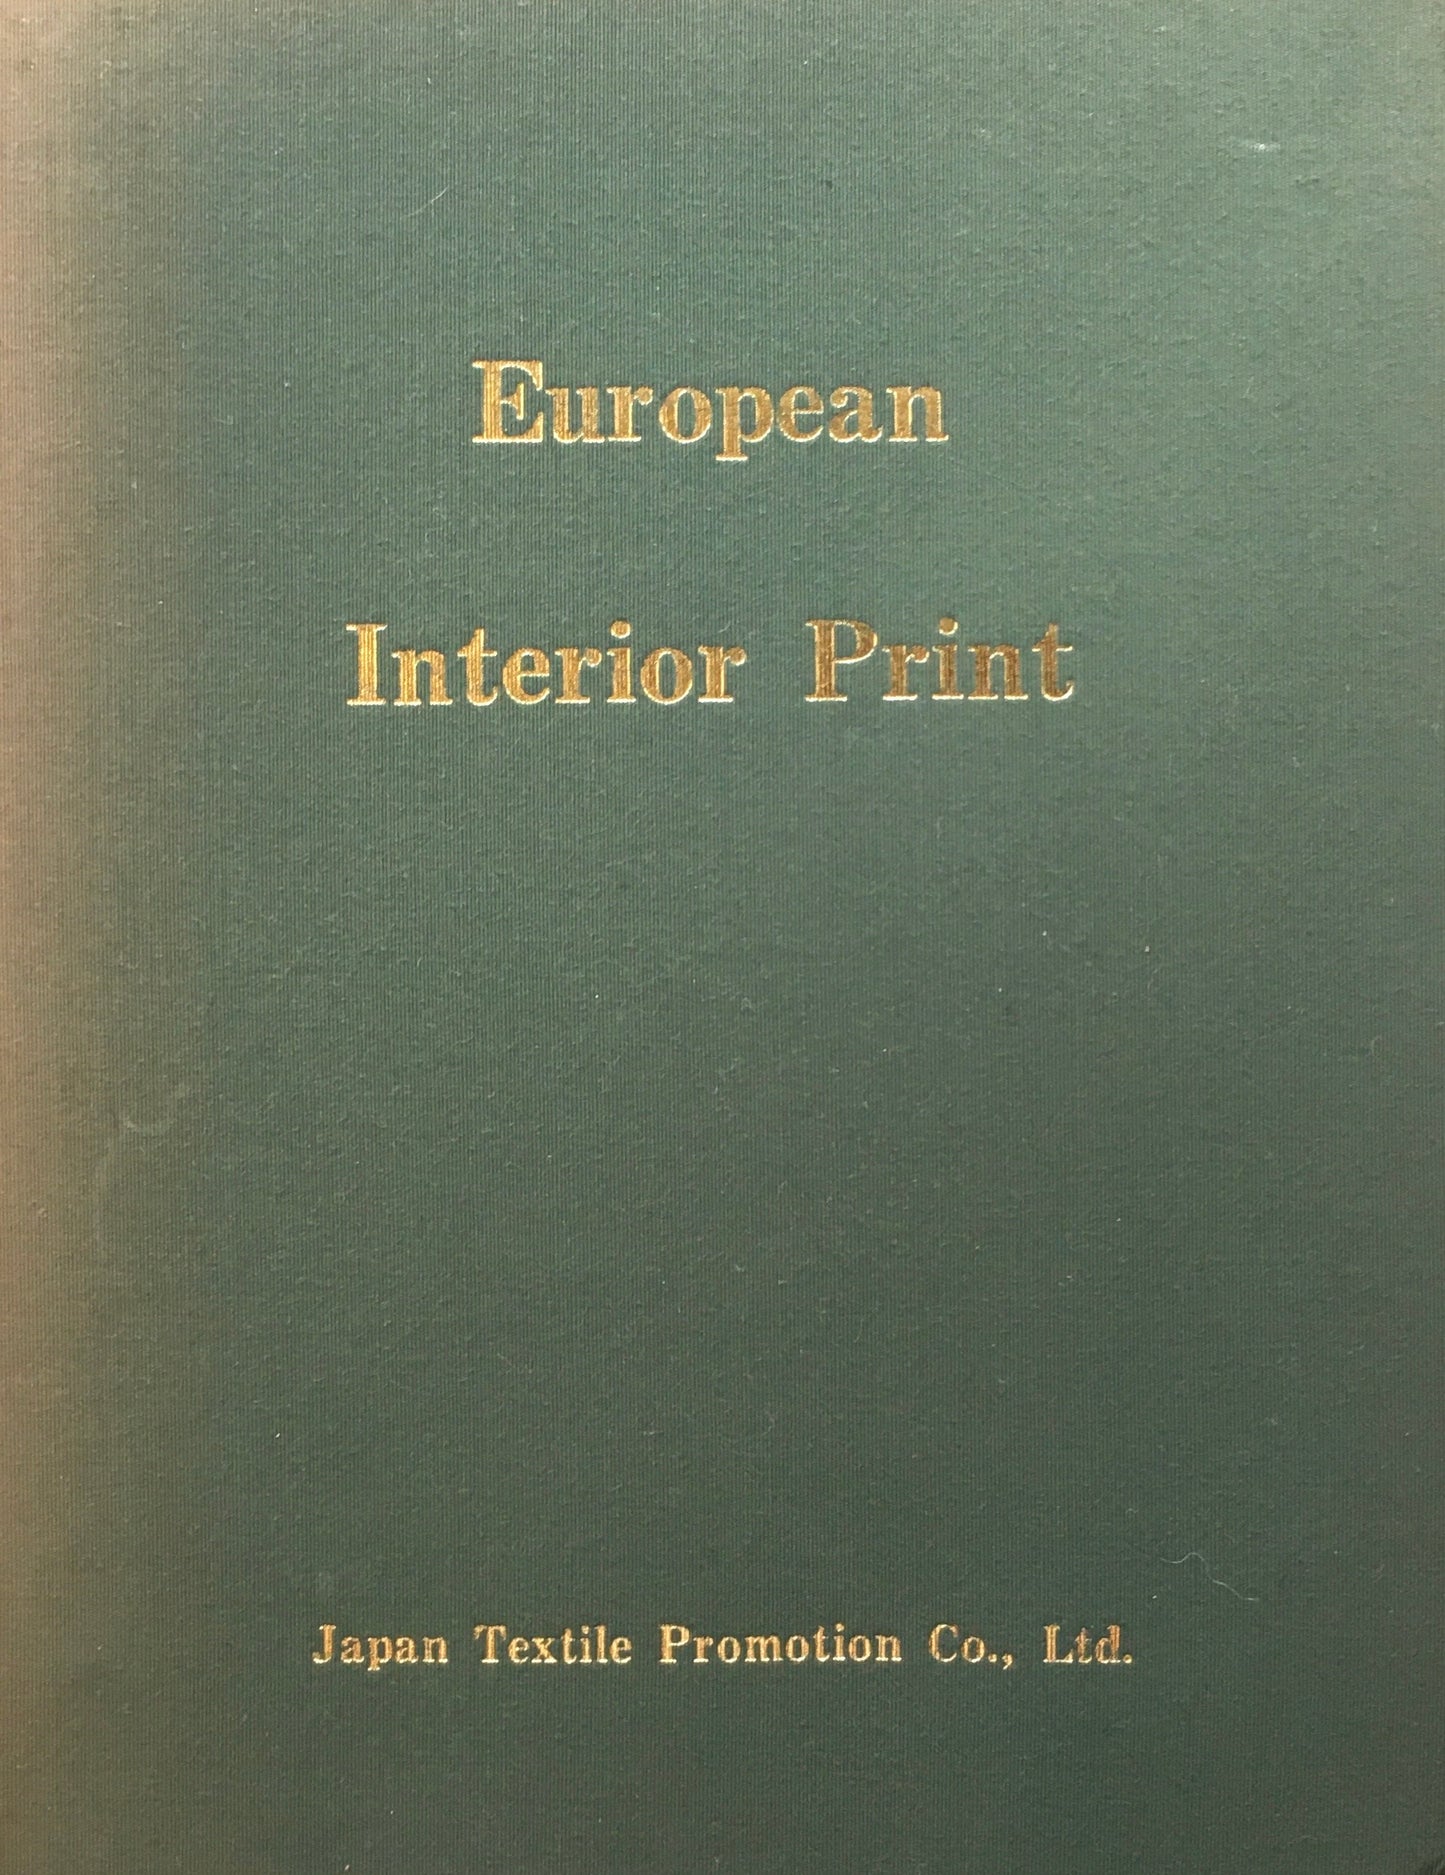 European
Interior Print
Japan Textile Promotion Co., Ltd.